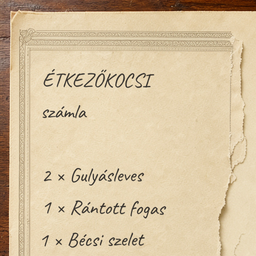 ÉTKEZŐKOCSI
számla
2 × Gulyásleves
1 × Rántott fogas
1 × Bécsi szelet